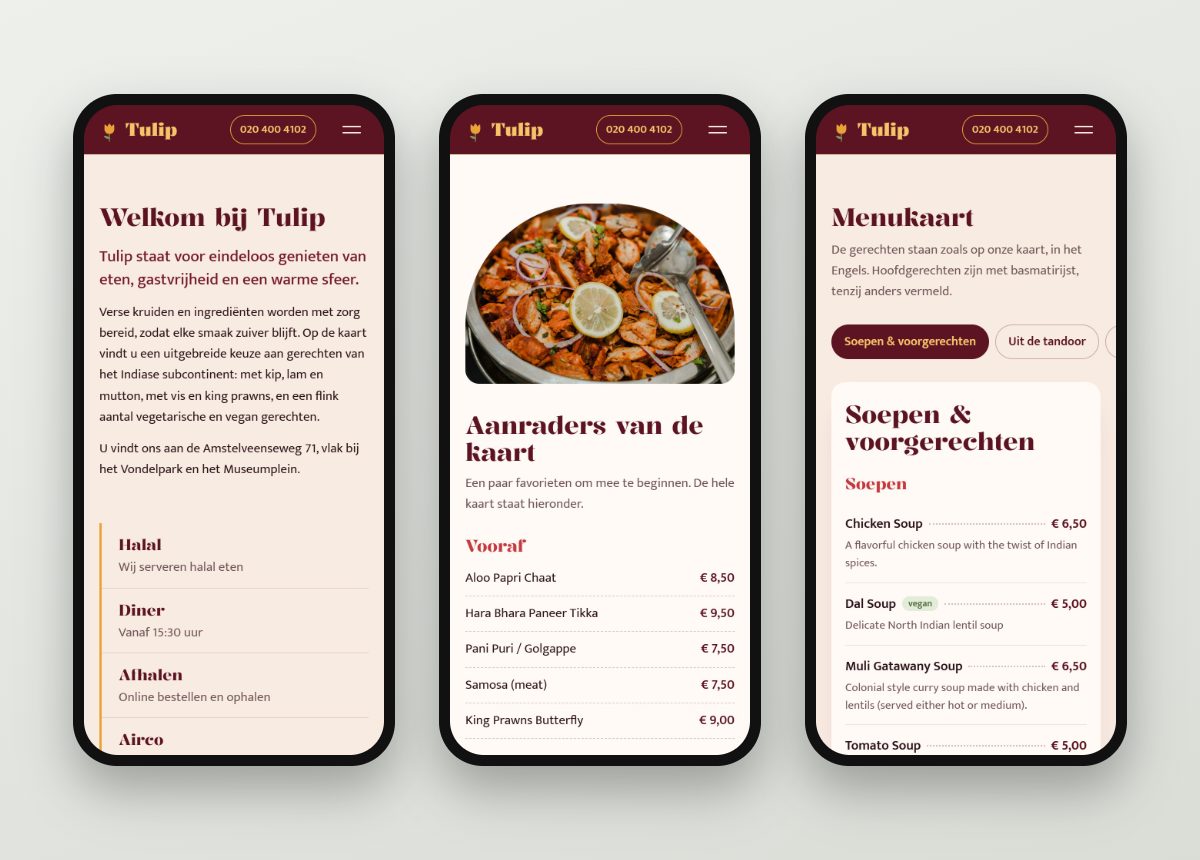 Tulip
020 400 4102
Welkom bij Tulip
Tulip staat voor eindeloos genieten van
eten, gastvrijheid en een warme sfeer.
Verse kruiden en ingrediënten worden met zorg
bereid, zodat elke smaak zuiver blijft. Op de kaart
vindt u een uitgebreide keuze aan gerechten van
het Indiase subcontinent: met kip, lam en
mutton, met vis en king prawns, en een flink
aantal vegetarische en vegan gerechten.
U vindt ons aan de Amstelveenseweg 71, vlak bij
het Vondelpark en het Museumplein.
Halal
Wij serveren halal eten
Diner
Vanaf 15:30 uur
Afhalen
Online bestellen en ophalen
Airco
Tulip
020 400 4102
Aanraders van de
kaart
Een paar favorieten om mee te beginnen. De hele
kaart staat hieronder.
Vooraf
Aloo Papri Chaat € 8,50
Hara Bhara Paneer Tikka € 9,50
Pani Puri / Golgappe € 7,50
Samosa (meat) € 7,50
King Prawns Butterfly € 9,00
Tulip
020 400 4102
Menukaart
De gerechten staan zoals op onze kaart, in het
Engels. Hoofdgerechten zijn met basmatirijst,
tenzij anders vermeld.
Soepen & voorgerechten Uit de tandoor
Soepen &
voorgerechten
Soepen
Chicken Soup € 6,50
A flavorful chicken soup with the twist of Indian
spices.
Dal Soup vegan € 5,00
Delicate North Indian lentil soup
Muli Gatawany Soup € 6,50
Colonial style curry soup made with chicken and
lentils (served either hot or medium).
Tomato Soup € 5,00